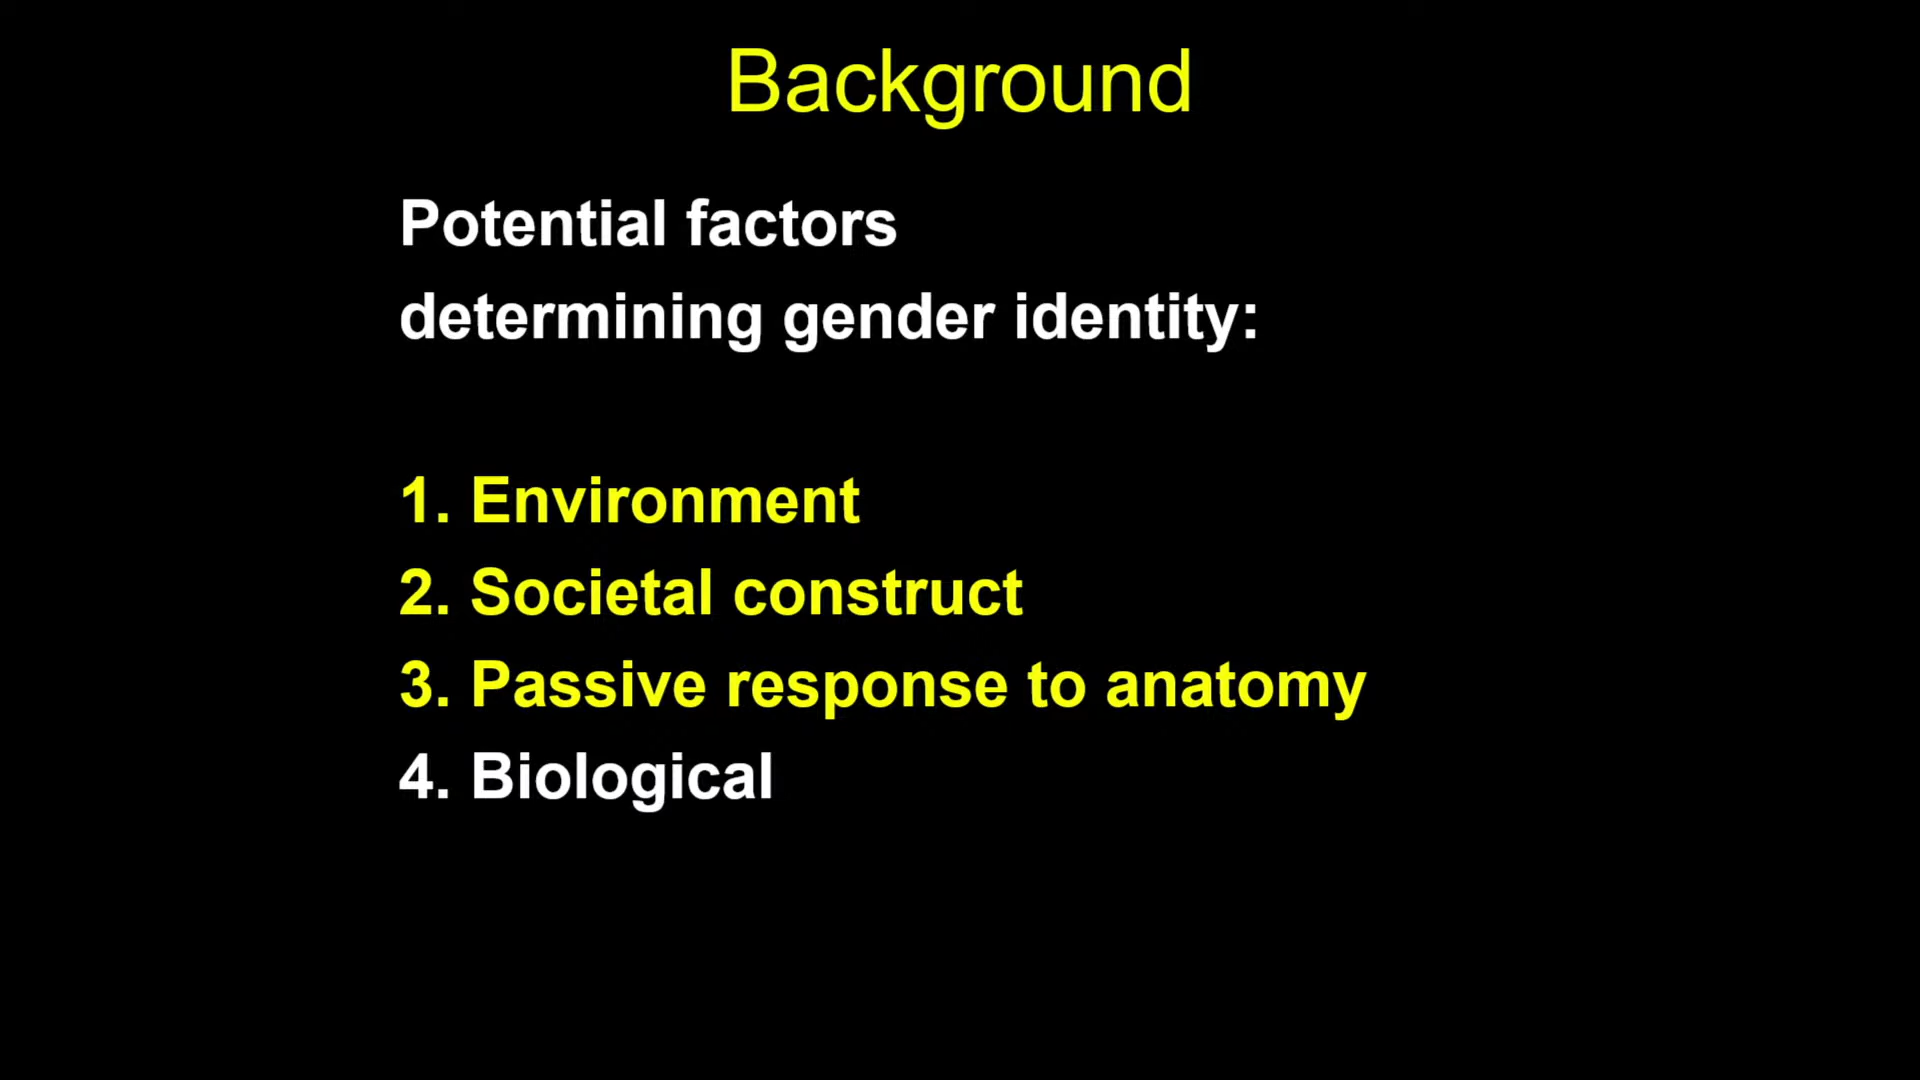 Background
Potential factors
determining gender identity:
1. Environment
2. Societal construct
3. Passive response to anatomy
4. Biological